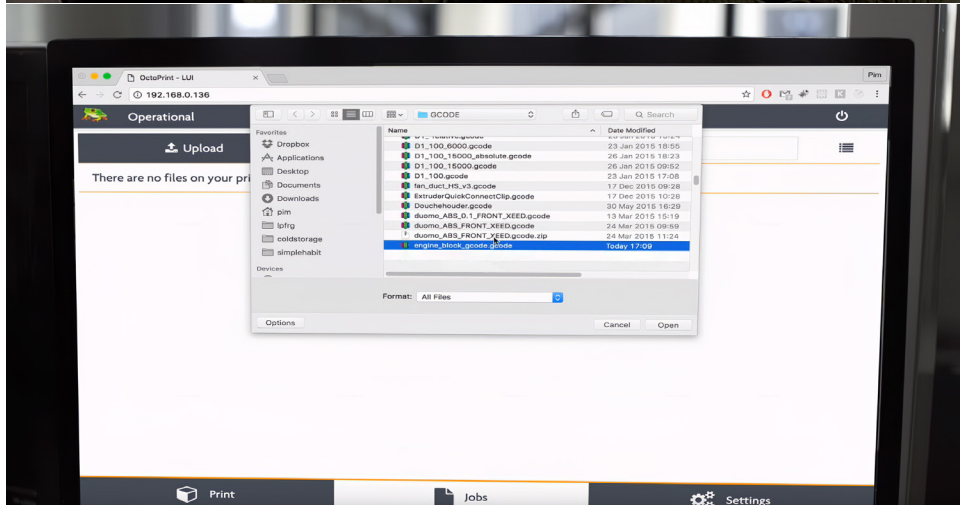 OctoPrint - LUI
Pim
192.168.0.136
Operational
GCODE
Search
Upload
There are no files on your pri
Favorites
Dropbox
Applications
Desktop
Documents
Downloads
pim
lpfrg
coldstorage
simplehabit
Devices
Name Date Modified
D1_100_6000.gcode 23 Jan 2015 18:55
D1_100_15000_absolute.gcode 26 Jan 2015 18:23
D1_100_15000.gcode 26 Jan 2015 09:52
D1_100.gcode 23 Jan 2015 17:08
fan_duct_HS_v3.gcode 17 Dec 2015 09:28
ExtruderQuickConnectClip.gcode 17 Dec 2015 10:28
Douchehouder.gcode 30 May 2015 16:29
duomo_ABS_0.1_FRONT_XEED.gcode 13 Mar 2015 15:19
duomo_ABS_FRONT_XEED.gcode 24 Mar 2015 09:59
duomo_ABS_FRONT_XEED.gcode.zip 24 Mar 2015 11:24
engine_block_gcode.gcode Today 17:09
Format: All Files
Options
Cancel Open
Print
Jobs
Settings